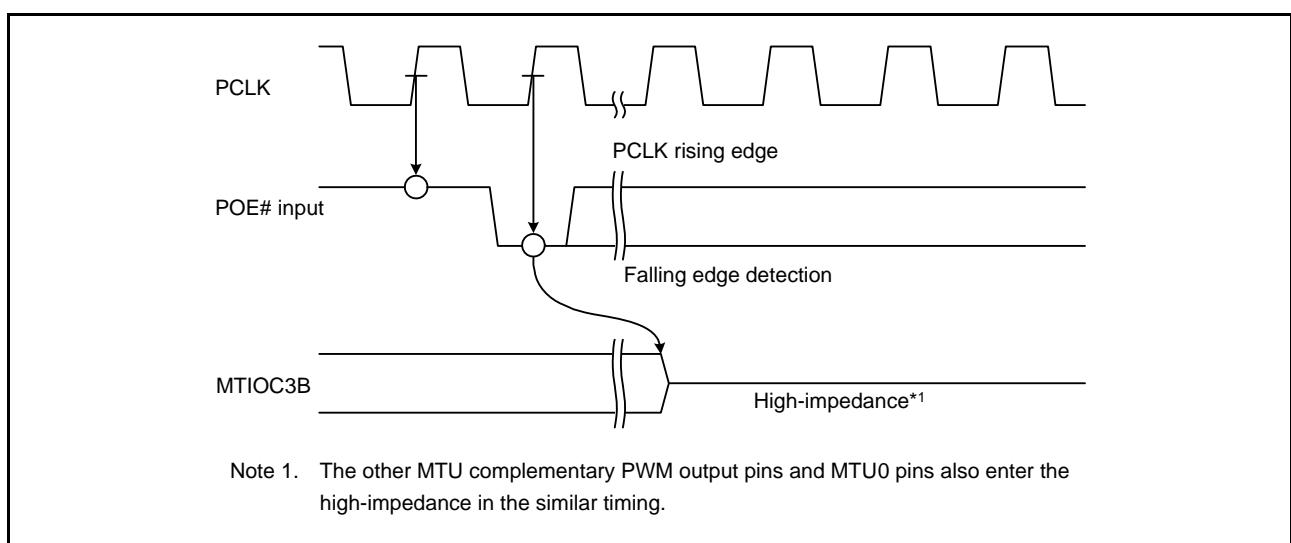 PCLK
PCLK rising edge
POE# input
Falling edge detection
MTIOC3B
High-impedance*1
Note 1. The other MTU complementary PWM output pins and MTU0 pins also enter the
high-impedance in the similar timing.